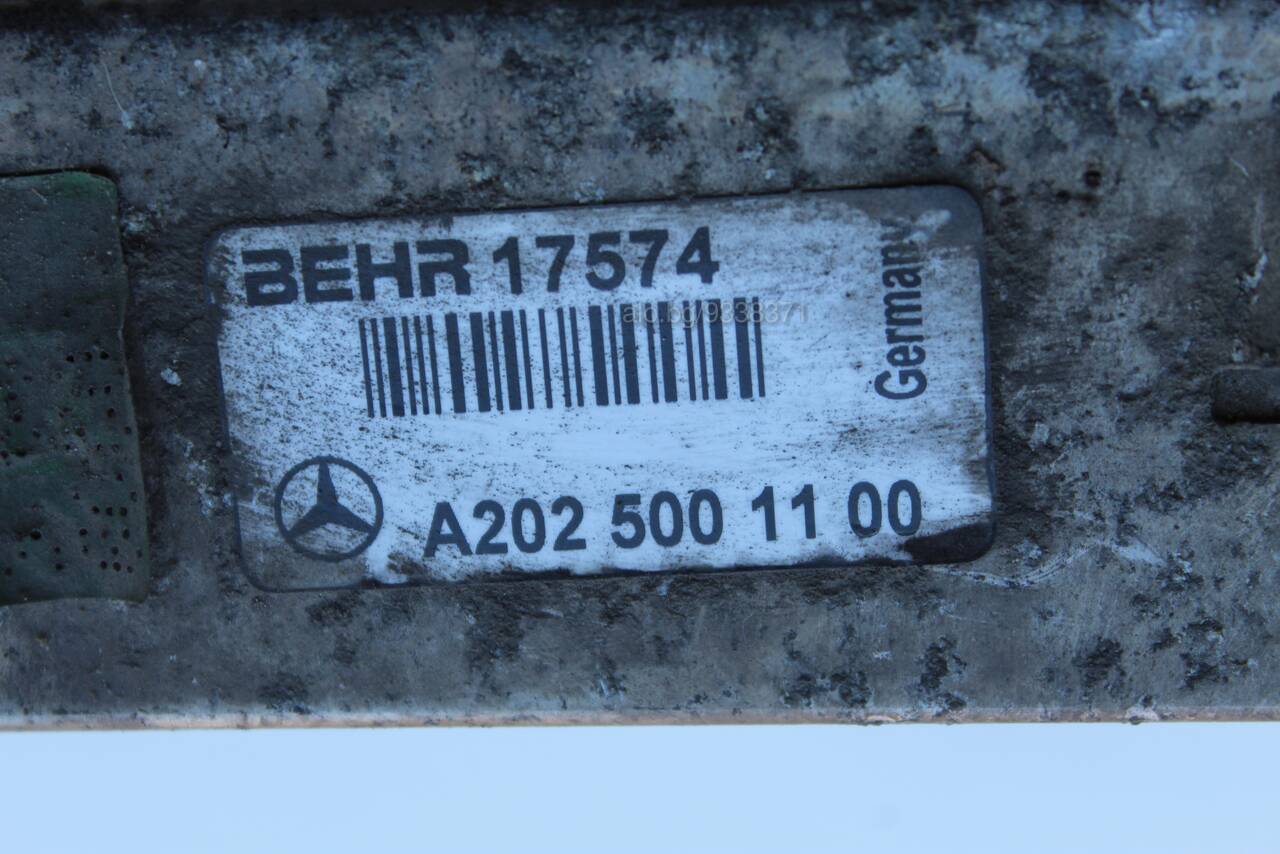 BEHR 17574
alo.bg/9338371
Germany
A202 500 11 00